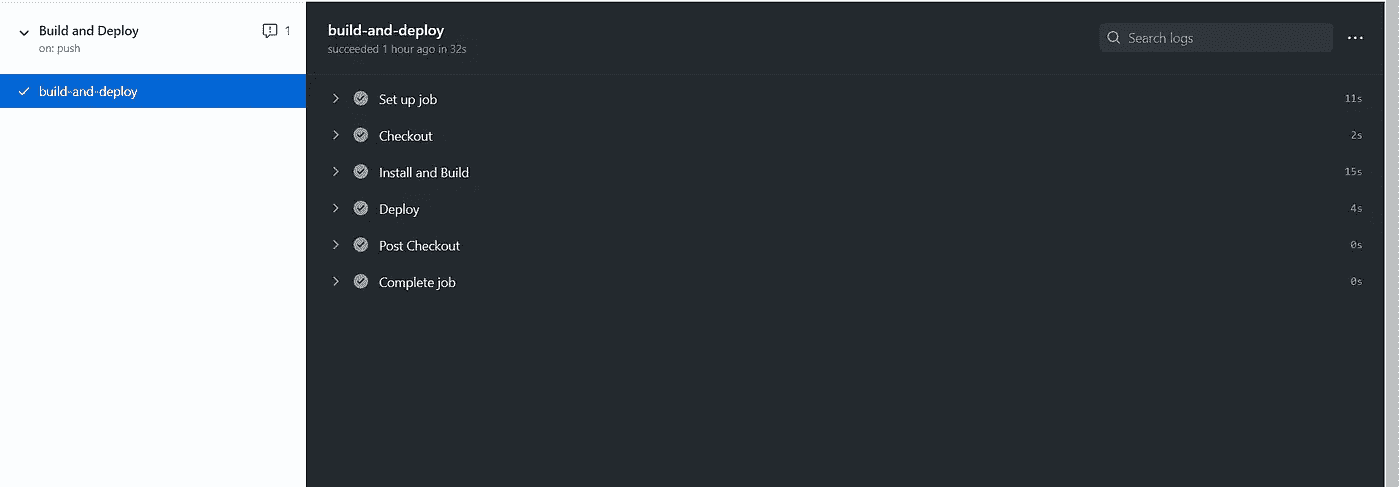 Build and Deploy
1
on: push
build-and-deploy
build-and-deploy
succeeded 1 hour ago in 32s
Search logs
Set up job 11s
Checkout 2s
Install and Build 15s
Deploy 4s
Post Checkout 0s
Complete job 0s